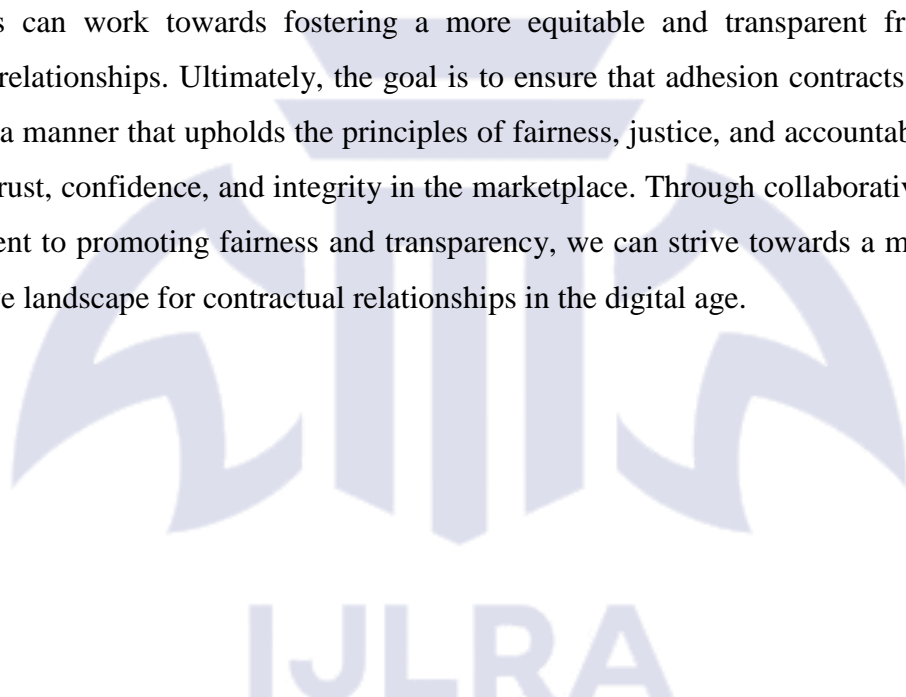 s can work towards fostering a more equitable and transparent fr
relationships. Ultimately, the goal is to ensure that adhesion contracts
a manner that upholds the principles of fairness, justice, and accountab
rust, confidence, and integrity in the marketplace. Through collaborativ
ent to promoting fairness and transparency, we can strive towards a m
ve landscape for contractual relationships in the digital age.
IJLRA